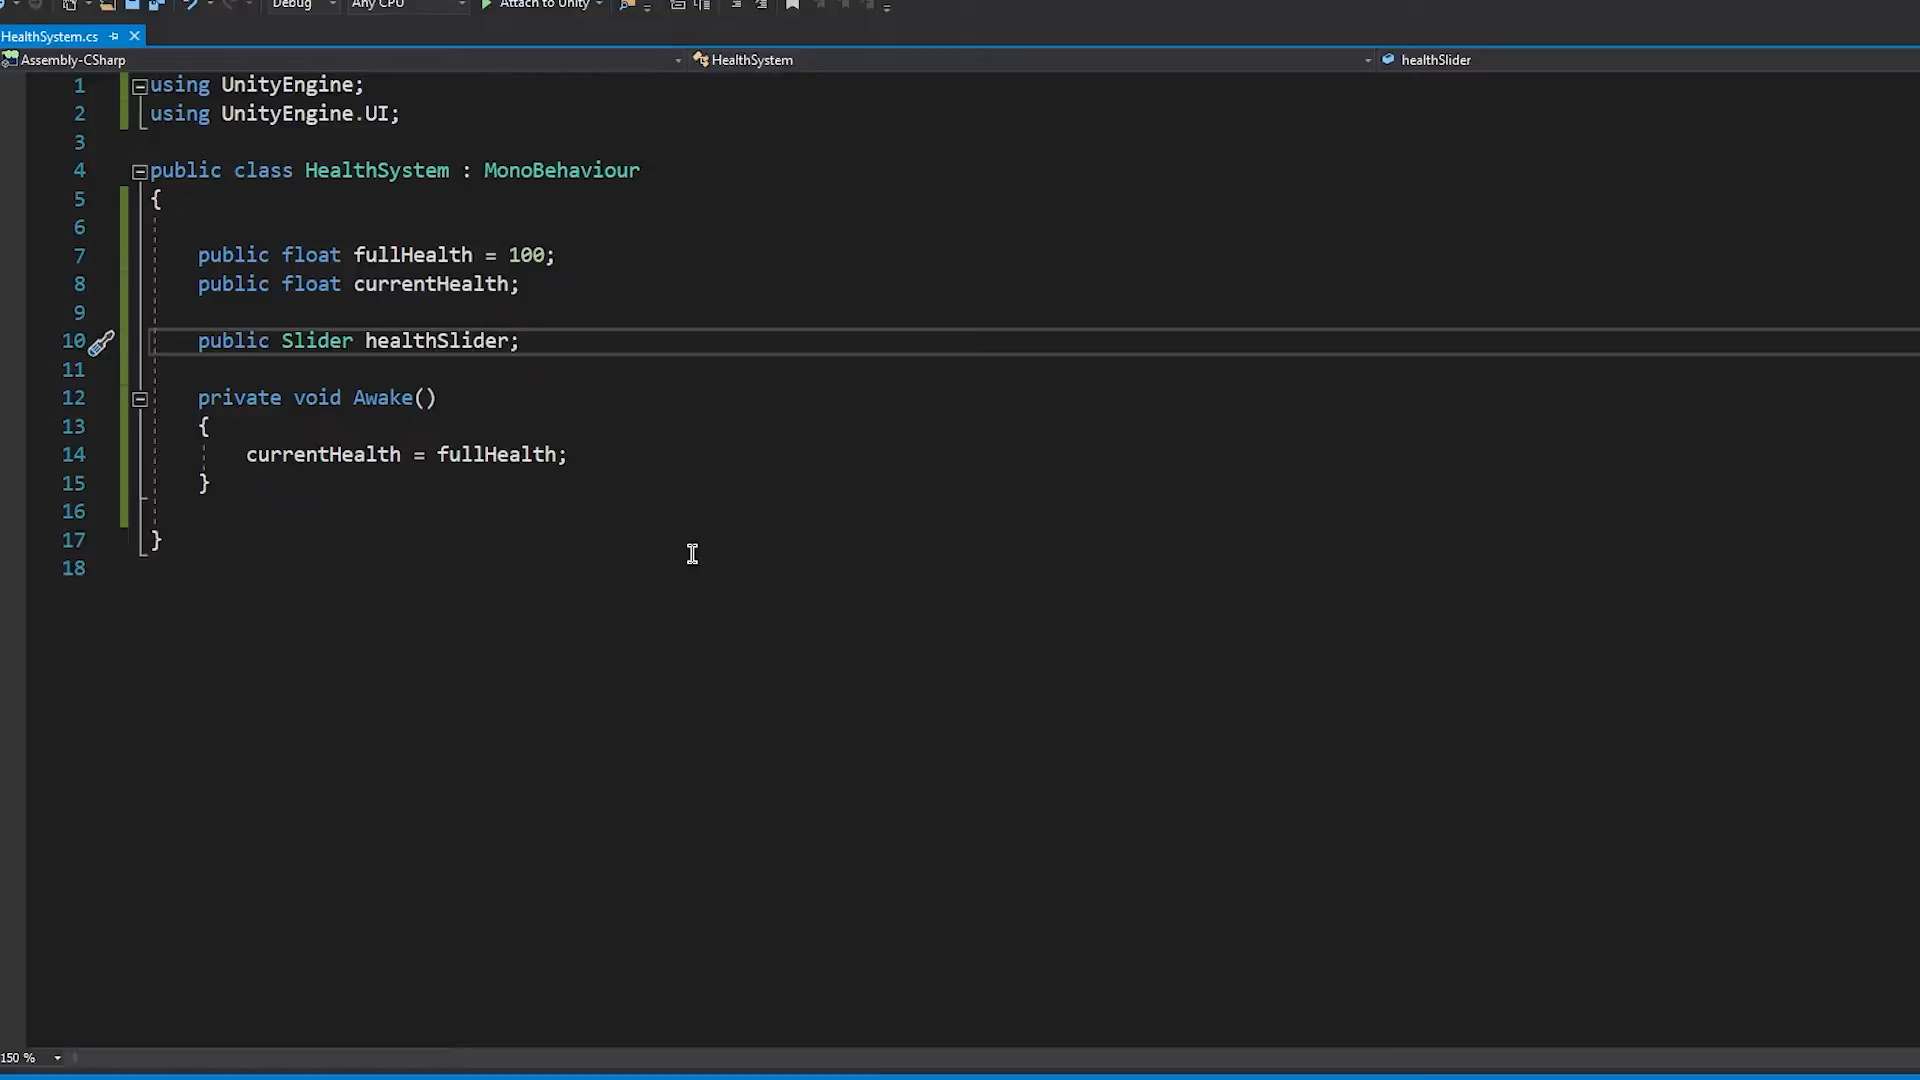 Debug Any CPU Attach to Unity
HealthSystem.cs
Assembly-CSharp HealthSystem healthSlider
1 using UnityEngine;
2 using UnityEngine.UI;
3
4 public class HealthSystem : MonoBehaviour
5 {
6
7 public float fullHealth = 100;
8 public float currentHealth;
9
10 public Slider healthSlider;
11
12 private void Awake()
13 {
14 currentHealth = fullHealth;
15 }
16
17 }
18
150 %